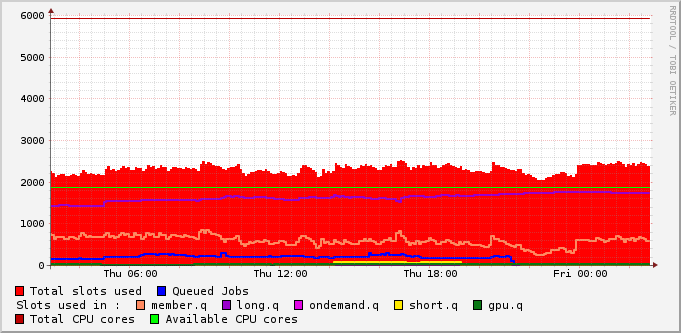 6000
5000
4000
3000
2000
1000
0
Thu 06:00 Thu 12:00 Thu 18:00 Fri 00:00
RRDTOOL / TOBI OETIKER
Total slots used Queued Jobs
Slots used in : member.q long.q ondemand.q short.q gpu.q
Total CPU cores Available CPU cores